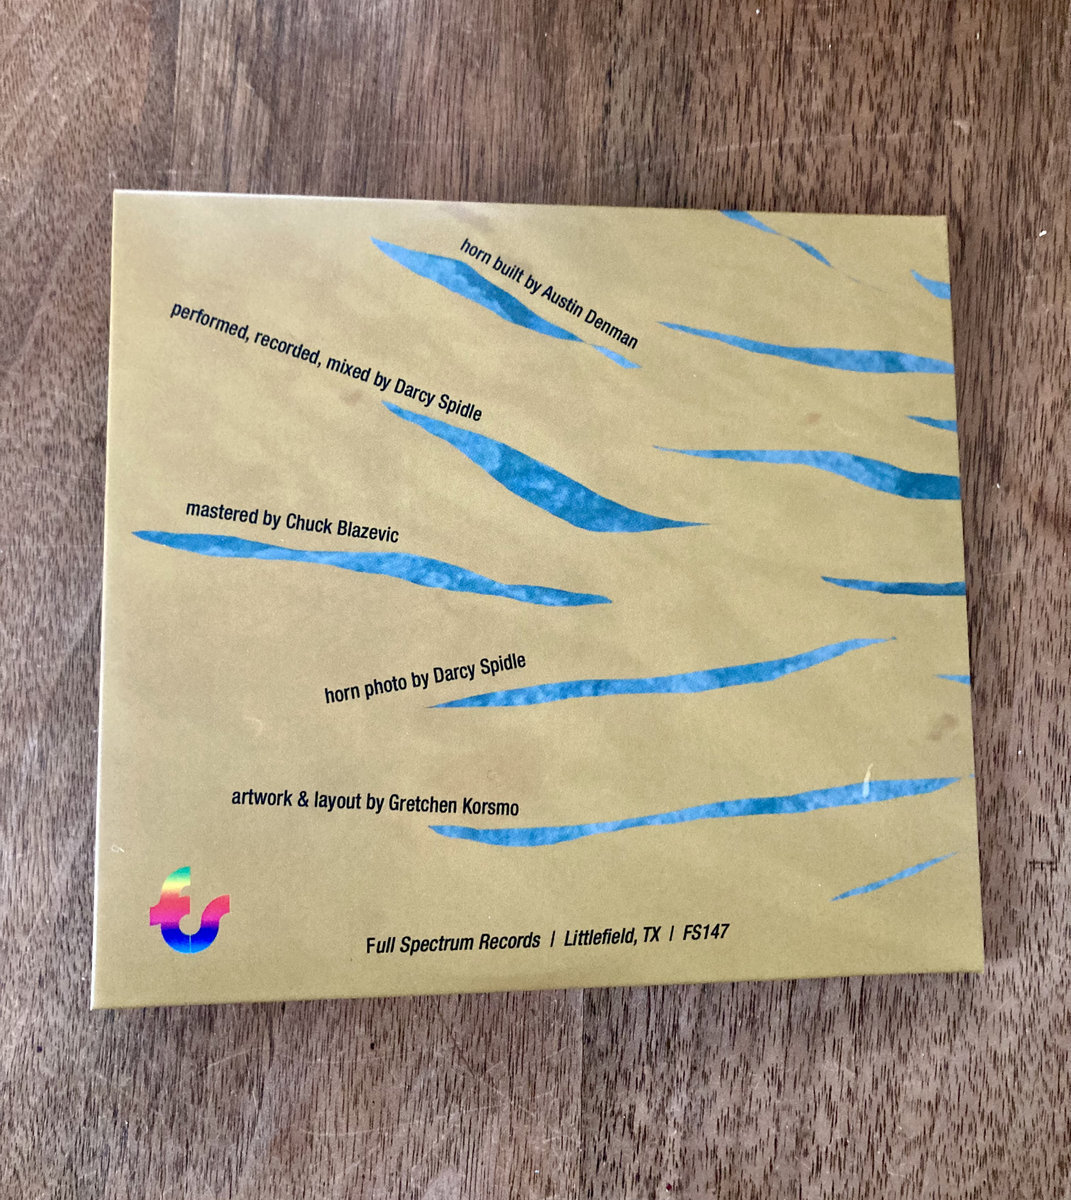 horn built by Austin Denman
performed, recorded, mixed by Darcy Spidle
mastered by Chuck Blazevic
horn photo by Darcy Spidle
artwork & layout by Gretchen Korsmo
Full Spectrum Records / Littlefield, TX / FS147